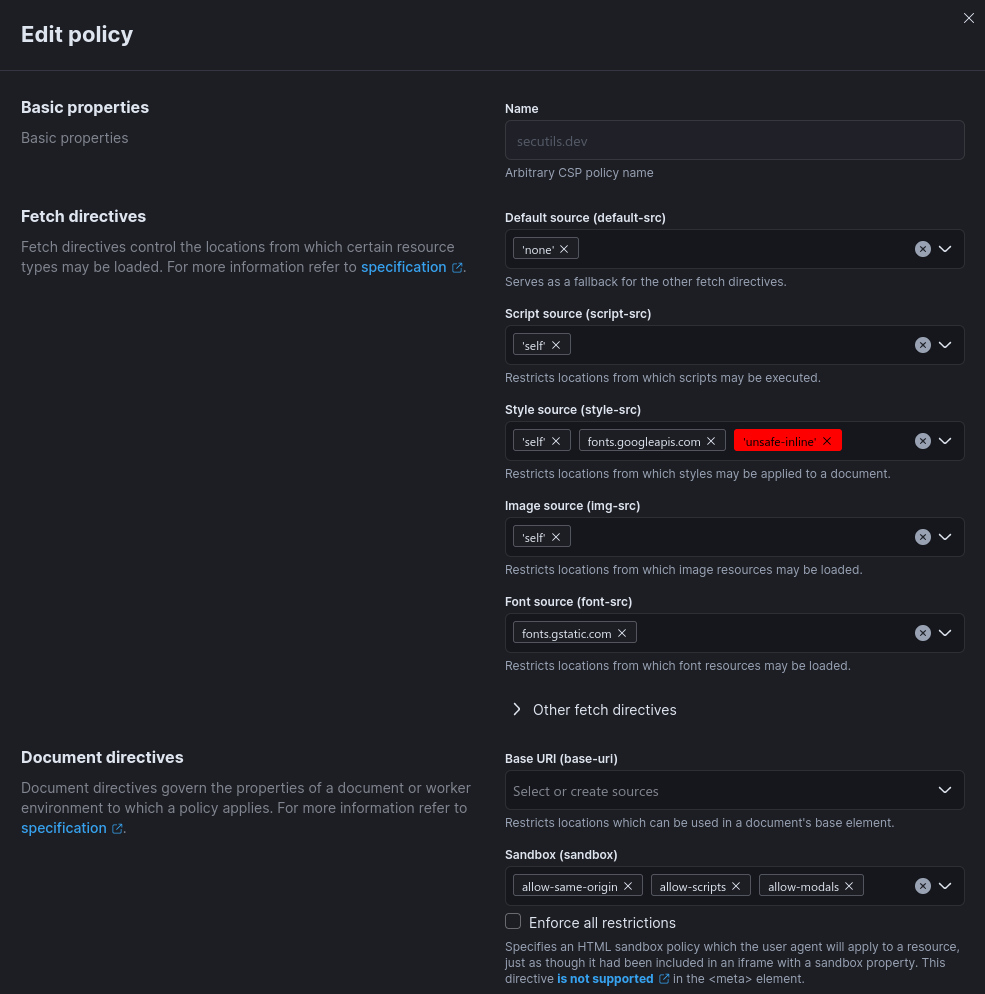 Edit policy
Basic properties
Basic properties
Name
secutils.dev
Arbitrary CSP policy name
Fetch directives
Fetch directives control the locations from which certain resource
types may be loaded. For more information refer to specification.
Default source (default-src)
'none'
Serves as a fallback for the other fetch directives.
Script source (script-src)
'self'
Restricts locations from which scripts may be executed.
Style source (style-src)
'self' fonts.googleapis.com 'unsafe-inline'
Restricts locations from which styles may be applied to a document.
Image source (img-src)
'self'
Restricts locations from which image resources may be loaded.
Font source (font-src)
fonts.gstatic.com
Restricts locations from which font resources may be loaded.
Other fetch directives
Document directives
Document directives govern the properties of a document or worker
environment to which a policy applies. For more information refer to
specification.
Base URI (base-uri)
Select or create sources
Restricts locations which can be used in a document's base element.
Sandbox (sandbox)
allow-same-origin allow-scripts allow-modals
Enforce all restrictions
Specifies an HTML sandbox policy which the user agent will apply to a resource,
just as though it had been included in an iframe with a sandbox property. This
directive is not supported in the <meta> element.